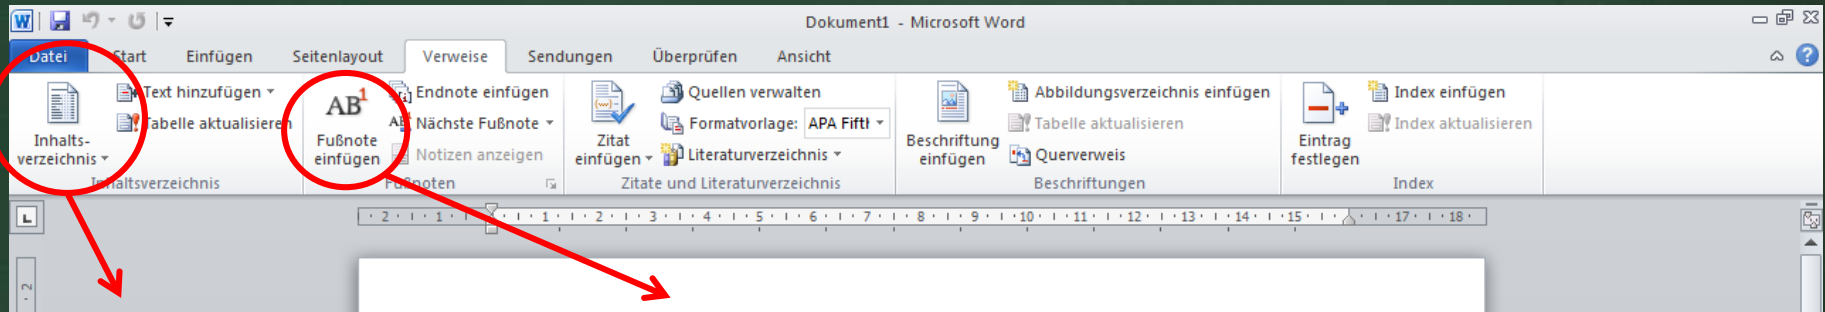 Dokument1 - Microsoft Word
Datei Start Einfügen Seitenlayout Verweise Sendungen Überprüfen Ansicht
Inhalts-
verzeichnis
Text hinzufügen
Tabelle aktualisieren
Inhaltsverzeichnis
AB1
Fußnote
einfügen
Endnote einfügen
Nächste Fußnote
Notizen anzeigen
Fußnoten
Zitat
einfügen
Quellen verwalten
Formatvorlage: APA Fifth
Literaturverzeichnis
Zitate und Literaturverzeichnis
Beschriftung
einfügen
Abbildungsverzeichnis einfügen
Tabelle aktualisieren
Querverweis
Beschriftungen
Eintrag
festlegen
Index einfügen
Index aktualisieren
Index
L
2 1 1 2 3 4 5 6 7 8 9 10 11 12 13 14 15 17 18
2